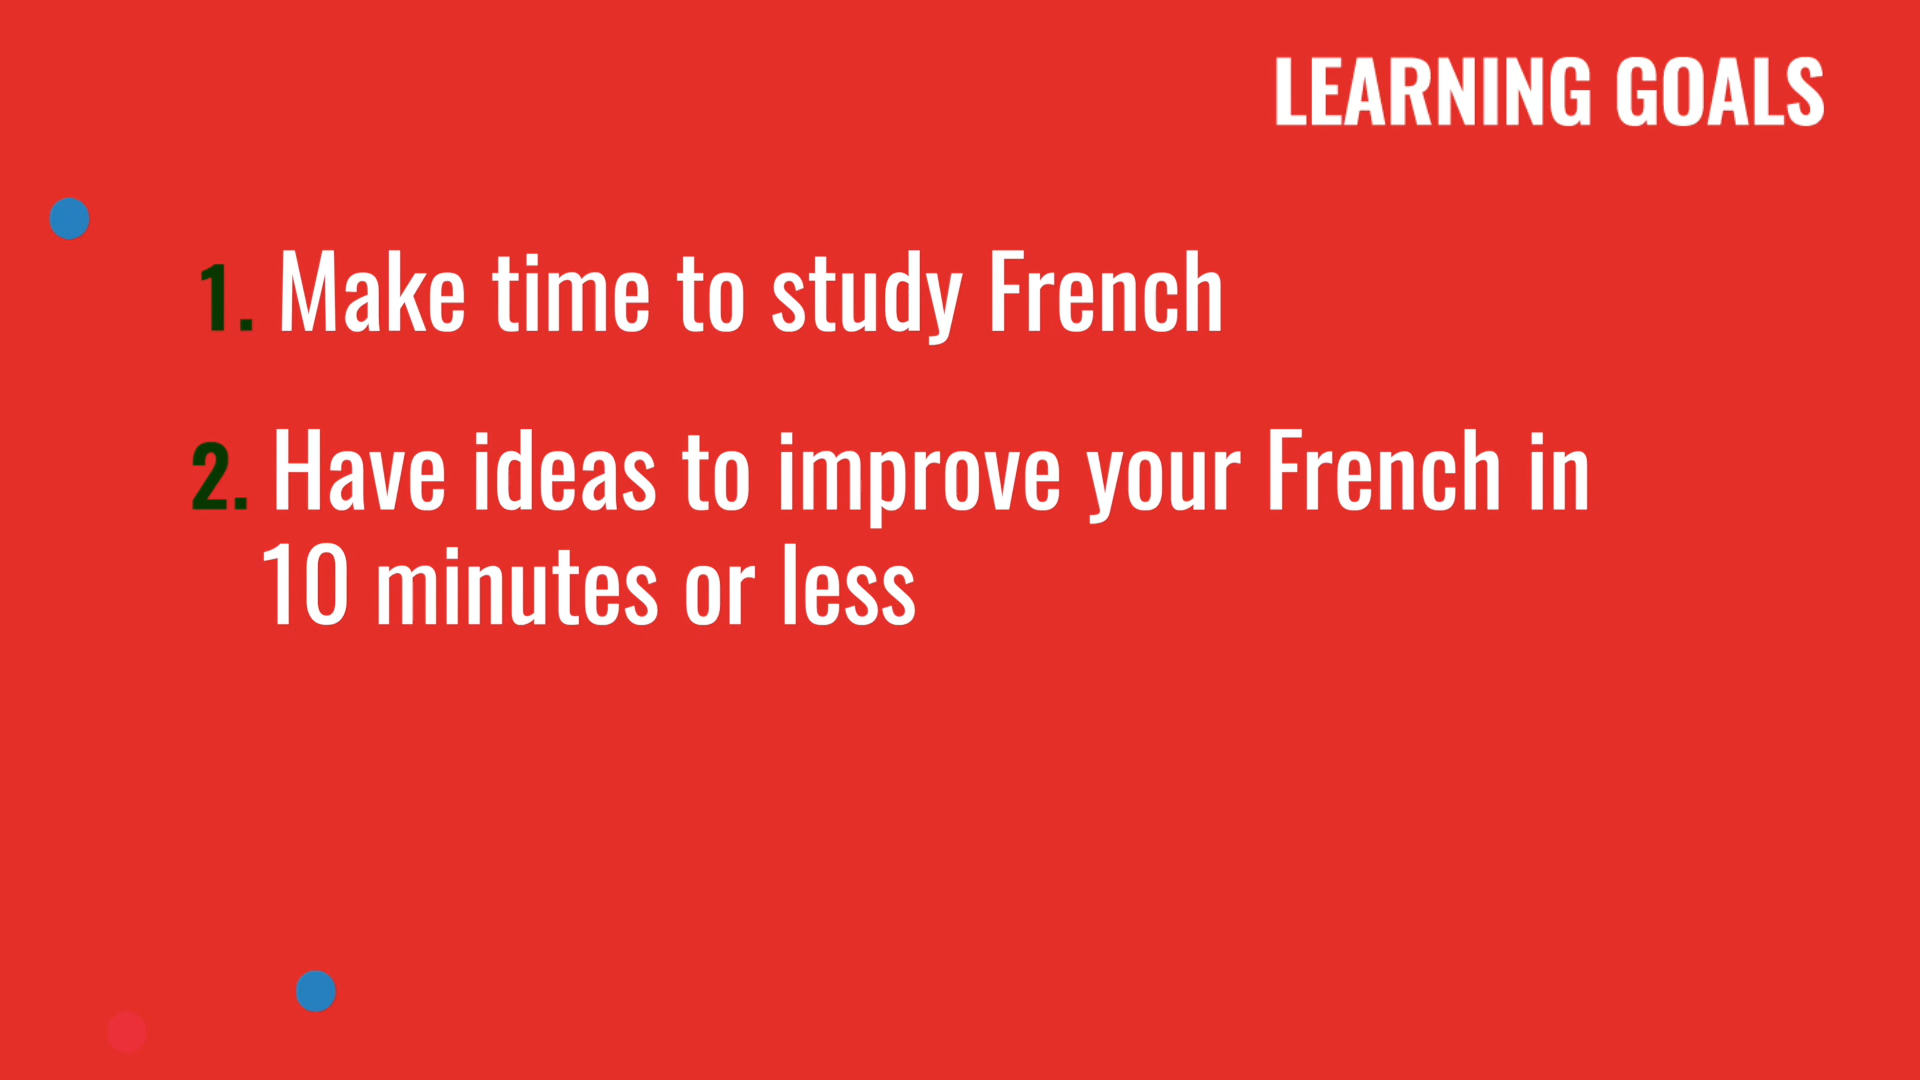 LEARNING GOALS
1. Make time to study French
2. Have ideas to improve your French in
10 minutes or less